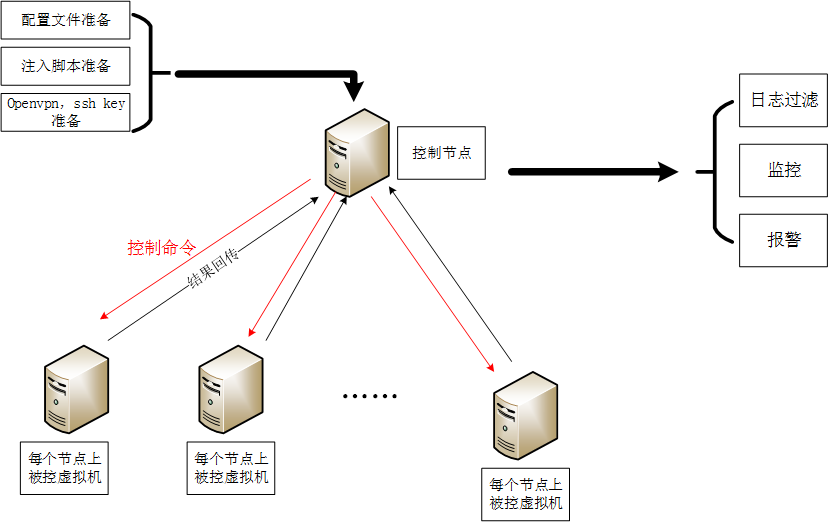 配置文件准备
注入脚本准备
Openvpn，ssh key
准备
控制节点
日志过滤
监控
报警
控制命令
结果回传
......
每个节点上
被控虚拟机
每个节点上
被控虚拟机
每个节点上
被控虚拟机